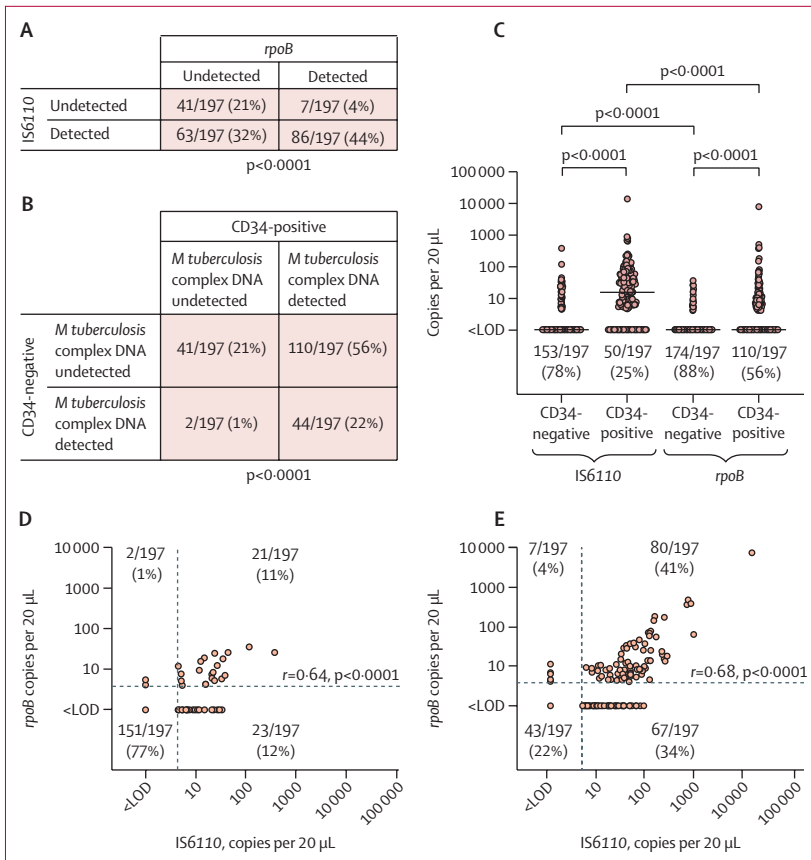 A
rpoB
Undetected Detected
IS6110
Undetected 41/197 (21%) 7/197 (4%)
Detected 63/197 (32%) 86/197 (44%)
p<0·0001
B
CD34-positive
M tuberculosis
complex DNA
undetected
M tuberculosis
complex DNA
detected
CD34-negative
M tuberculosis
complex DNA
undetected
41/197 (21%) 110/197 (56%)
M tuberculosis
complex DNA
detected
2/197 (1%) 44/197 (22%)
p<0·0001
C
p<0·0001
p<0·0001
p<0·0001 p<0·0001
Copies per 20 µL
100 000
10 000
1000
100
10
<LOD
153/197 50/197 174/197 110/197
(78%) (25%) (88%) (56%)
CD34- CD34- CD34- CD34-
negative positive negative positive
IS6110 rpoB
D
rpoB copies per 20 µL
10 000
1000
100
10
<LOD
2/197
(1%)
21/197
(11%)
r=0·64, p<0·0001
151/197
(77%)
23/197
(12%)
<LOD 10 100 1000 10 000 100 000
IS6110, copies per 20 µL
E
rpoB copies per 20 µL
10 000
1000
100
10
<LOD
7/197
(4%)
80/197
(41%)
r=0·68, p<0·0001
43/197
(22%)
67/197
(34%)
<LOD 10 100 1000 10 000 100 000
IS6110, copies per 20 µL